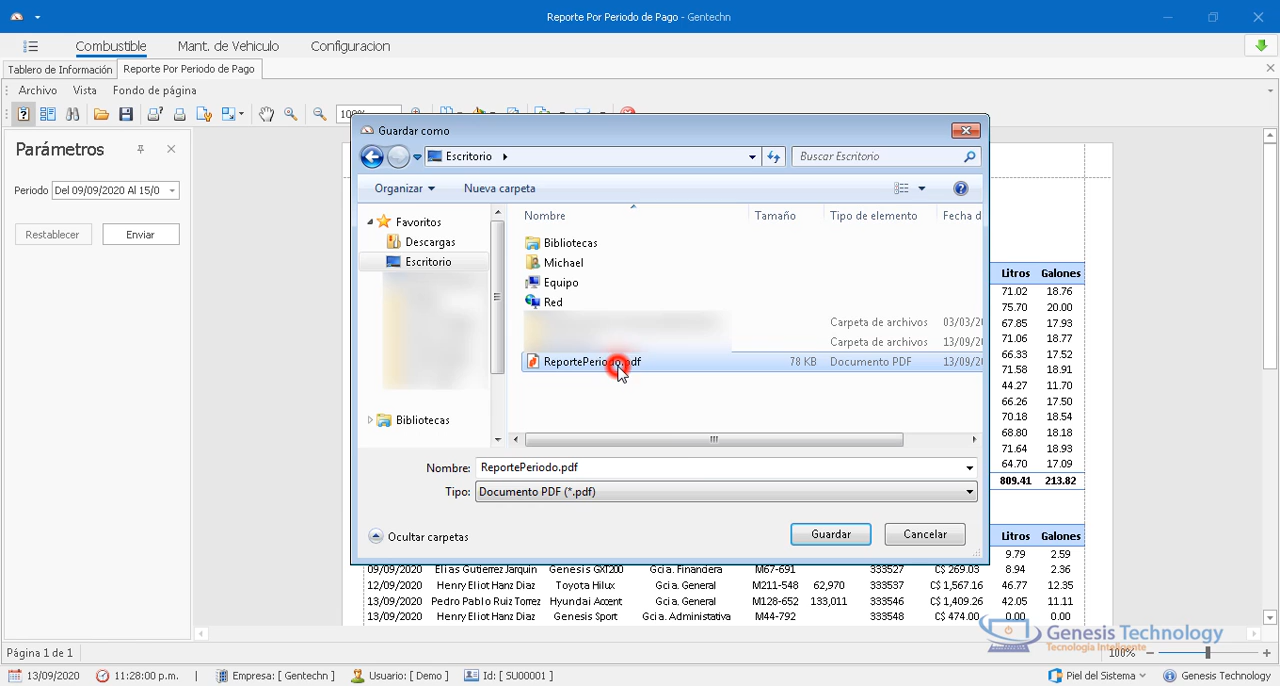 Reporte Por Periodo de Pago - Gentechn
Combustible Mant. de Vehiculo Configuracion
Tablero de Información Reporte Por Periodo de Pago
Archivo Vista Fondo de página
Parámetros
Periodo Del 09/09/2020 Al 15/0
Restablecer Enviar
Guardar como
Escritorio
Buscar Escritorio
Organizar Nueva carpeta
Favoritos
Descargas
Escritorio
Bibliotecas
Nombre Tamaño Tipo de elemento Fecha d
Bibliotecas
Michael
Equipo
Red
Carpeta de archivos 03/03/20
Carpeta de archivos 13/09/20
ReportePeriodo.pdf 78 KB Documento PDF 13/09/20
Nombre: ReportePeriodo.pdf
Tipo: Documento PDF (*.pdf)
Ocultar carpetas Guardar Cancelar
Litros Galones
71.02 18.76
75.70 20.00
67.85 17.93
71.06 18.77
66.33 17.52
71.58 18.91
44.27 11.70
66.26 17.50
70.18 18.54
68.80 18.18
71.64 18.93
64.70 17.09
809.41 213.82
Litros Galones
9.79 2.59
09/09/2020 Elias Gutierrez Jarquin Genesis GXT200 Gcia. Financera M67-691 333527 C$ 269.03 8.94 2.36
12/09/2020 Henry Eliot Hanz Diaz Toyota Hilux Gcia. General M211-548 62,970 333537 C$ 1,567.16 46.77 12.35
13/09/2020 Pedro Pablo Ruiz Torrez Hyundai Accent Gcia. General M128-652 133,011 333546 C$ 1,409.26 42.05 11.11
13/09/2020 Henry Eliot Hanz Diaz Genesis Sport Gcia. Administativa M44-792 333548 C$ 474.00 0.00 0.00
Genesis Technology
Tecnología Inteligente
Página 1 de 1 100%
13/09/2020 11:28:00 p.m. | Empresa: [ Gentechn ] Usuario: [ Demo ] Id: [ SU00001 ] Piel del Sistema Genesis Technology